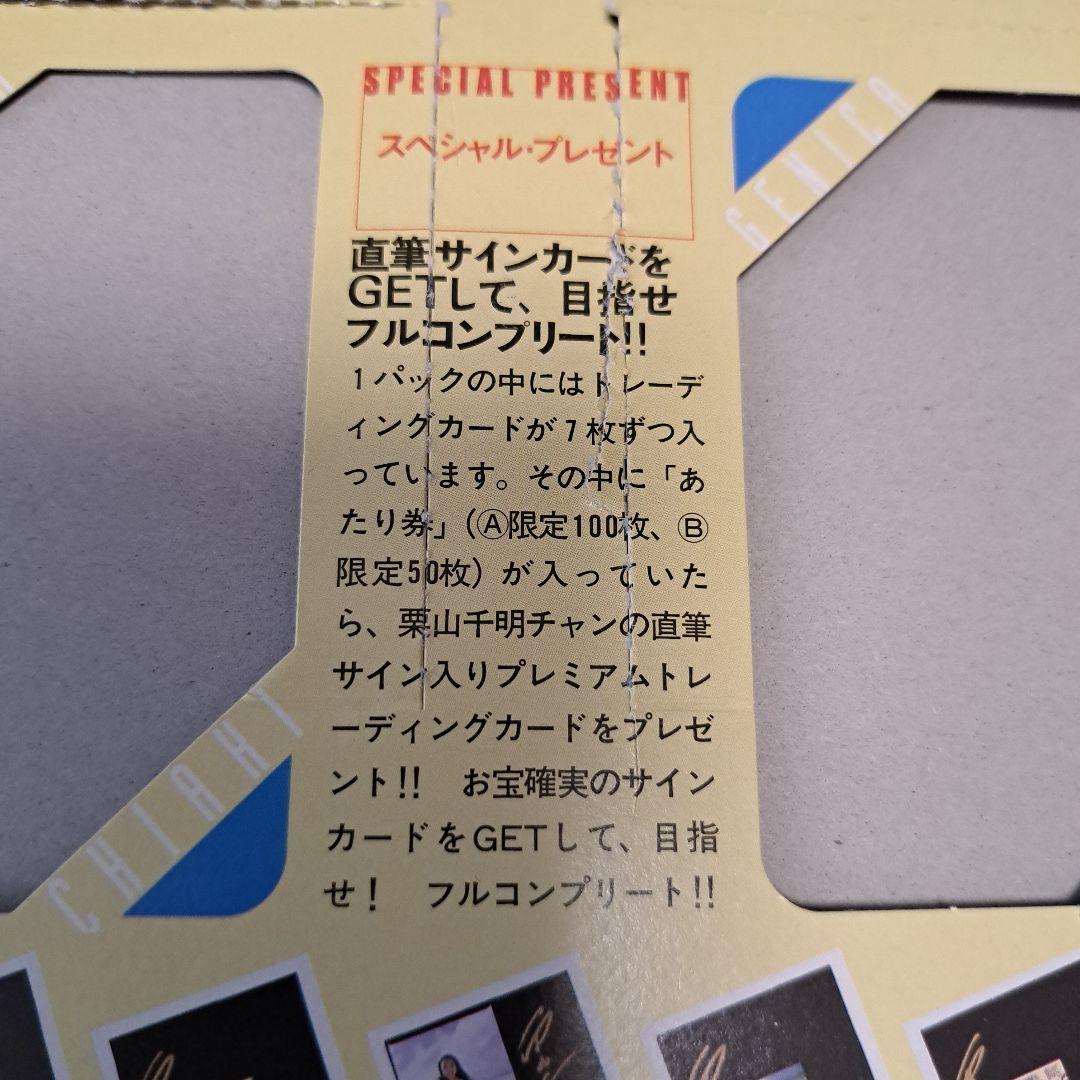 SPECIAL PRESENT
スペシャル・プレゼント
直筆サインカードを
GETして、目指せ
フルコンプリート!!
1パックの中にはトレーデ
ィングカードが7枚ずつ入
っています。その中に「あ
たり券」(Ⓐ限定100枚、Ⓑ
限定50枚)が入っていた
ら、栗山千明チャンの直筆
サイン入りプレミアムトレ
ーディングカードをプレゼ
ント!! お宝確実のサイン
カードをGETして、目指
せ! フルコンプリート!!
GENICA
CHIAKI